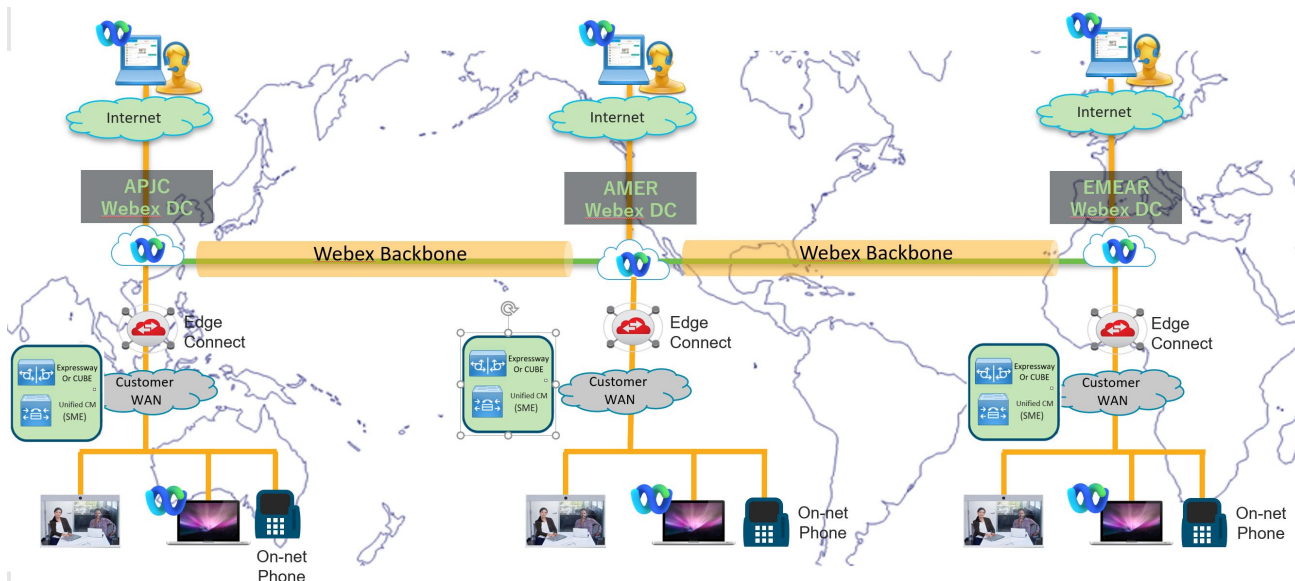 Internet
Internet
Internet
APJC
Webex DC
AMER
Webex DC
EMEAR
Webex DC
Webex Backbone
Webex Backbone
Edge
Connect
Edge
Connect
Edge
Connect
Expressway
Or CUBE
Unified CM
(SME)
Customer
WAN
Expressway
Or CUBE
Unified CM
(SME)
Customer
WAN
Expressway
Or CUBE
Unified CM
(SME)
Customer
WAN
On-net
Phone
On-net
Phone
On-net
Phone